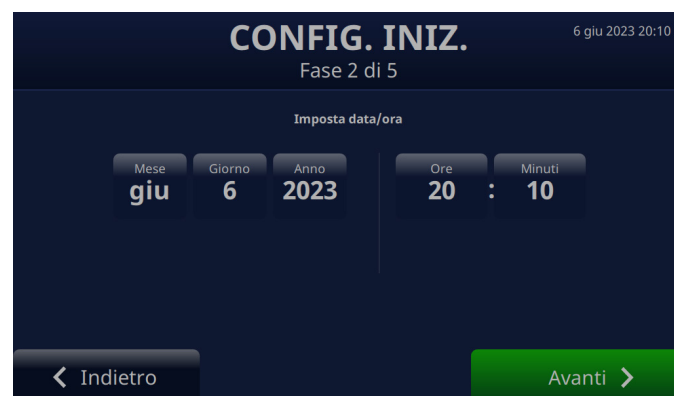 CONFIG. INIZ.
6 giu 2023 20:10
Fase 2 di 5
Imposta data/ora
Mese Giorno Anno Ore Minuti
giu 6 2023 20 : 10
Indietro Avanti